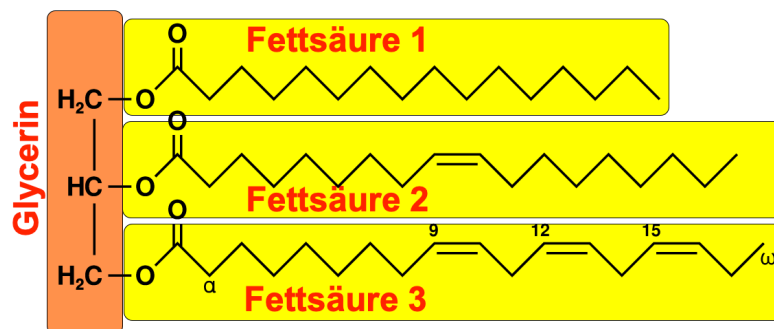 Glycerin
O
Fettsäure 1
H₂C
O
O
HC
O
Fettsäure 2
O
9
12
15
H₂C
O
α
ω
Fettsäure 3